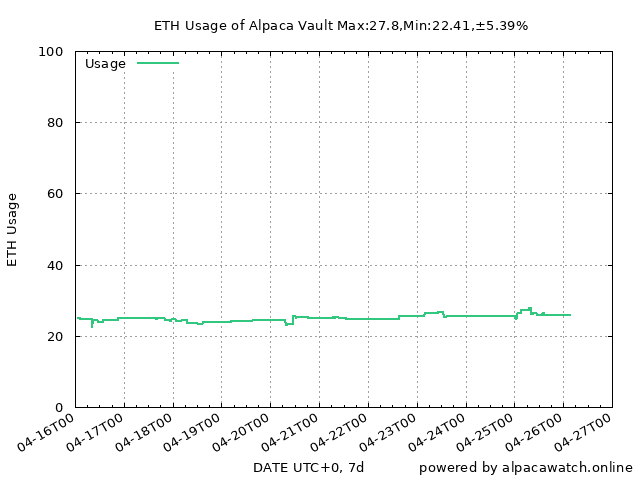 ETH Usage of Alpaca Vault Max:27.8,Min:22.41,±5.39%
Usage
100
80
60
40
20
0
ETH Usage
04-16T00
04-17T00
04-18T00
04-19T00
04-20T00
04-21T00
04-22T00
04-23T00
04-24T00
04-25T00
04-26T00
04-27T00
DATE UTC+0, 7d
powered by alpacawatch.online